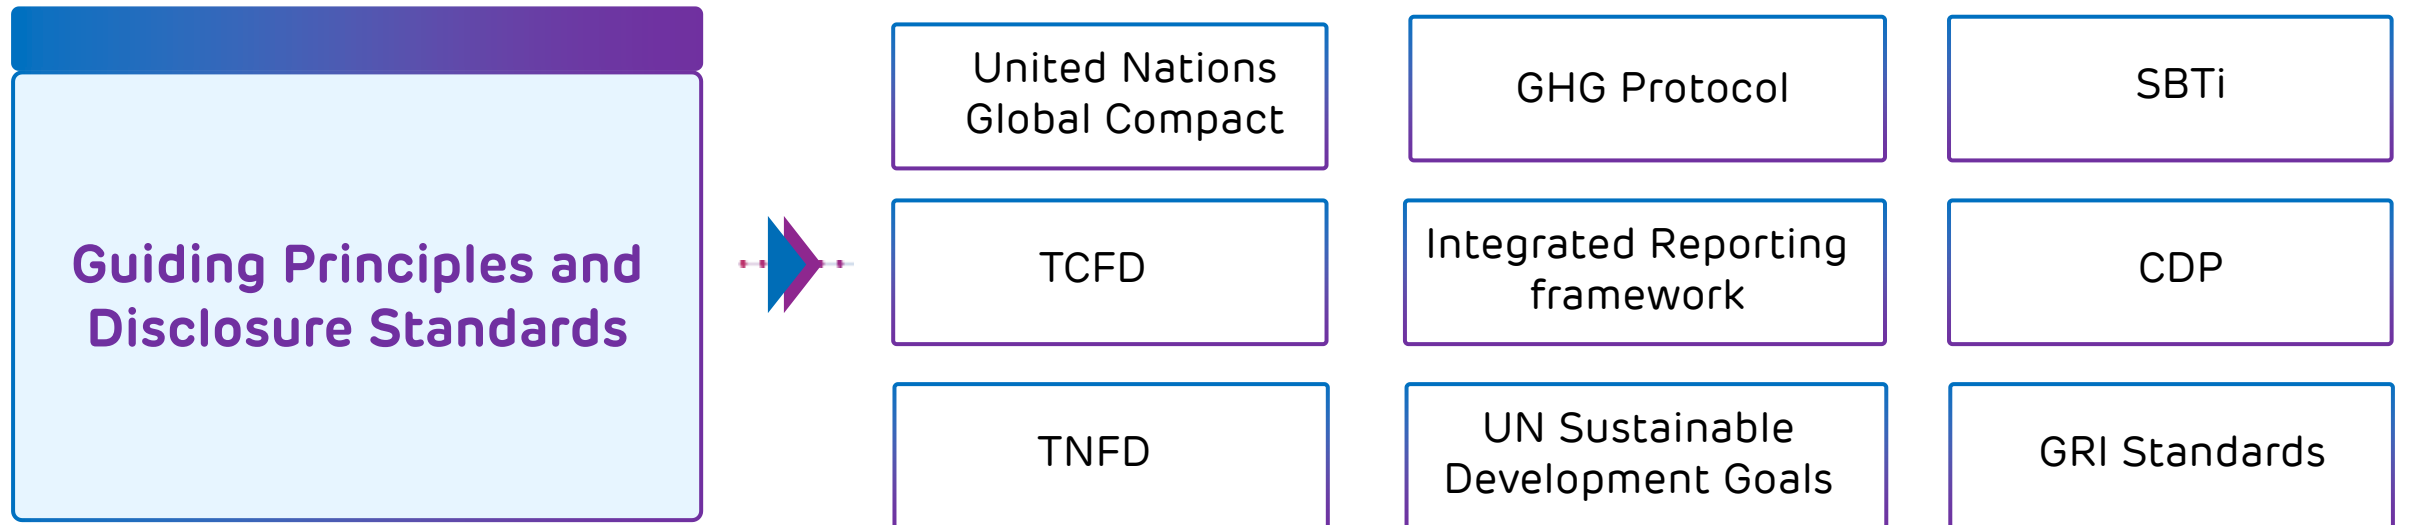 Guiding Principles and
Disclosure Standards
United Nations
Global Compact
GHG Protocol
SBTi
TCFD
Integrated Reporting
framework
CDP
TNFD
UN Sustainable
Development Goals
GRI Standards